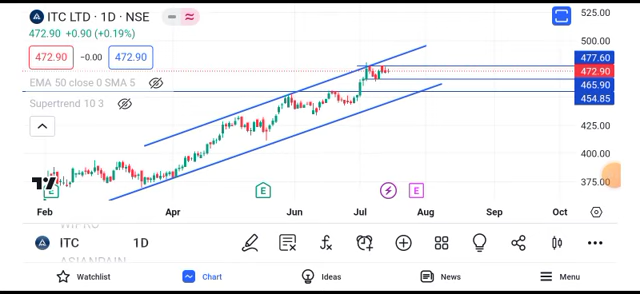 ITC LTD · 1D · NSE
472.90 +0.90 (+0.19%)
472.90 −0.00 472.90
EMA 50 close 0 SMA 5
Supertrend 10 3
525.00
500.00
477.60
472.90
465.90
454.85
425.00
400.00
375.00
E E E
Feb Apr Jun Jul Aug Sep Oct
WIPRO
ITC 1D
ASIANPAINT
Watchlist Chart Ideas News Menu